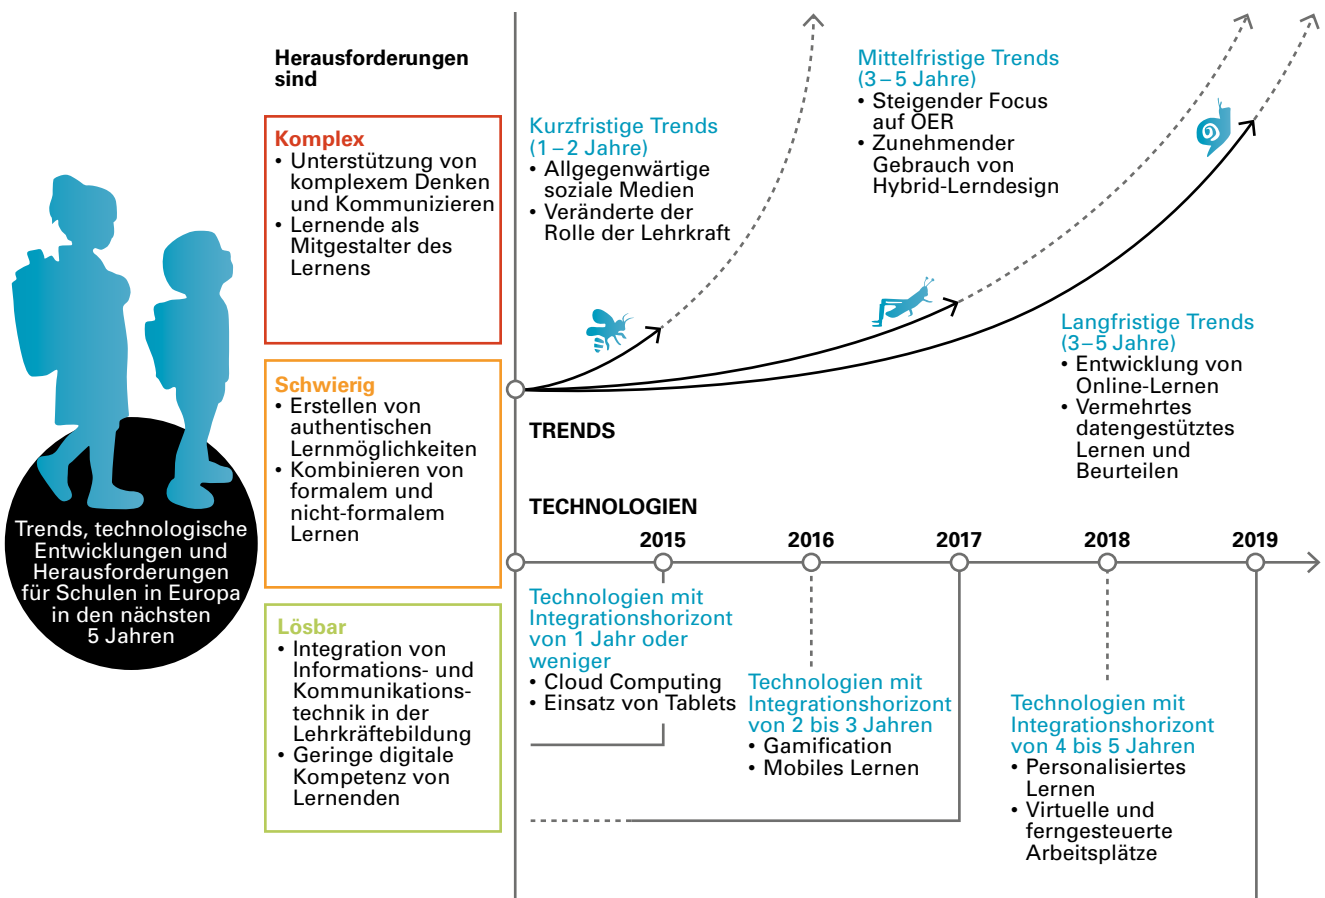 Trends, technologische
Entwicklungen und
Herausforderungen
für Schulen in Europa
in den nächsten
5 Jahren
Herausforderungen
sind
Komplex
• Unterstützung von
komplexem Denken
und Kommunizieren
• Lernende als
Mitgestalter des
Lernens
Schwierig
• Erstellen von
authentischen
Lernmöglichkeiten
• Kombinieren von
formalem und
nicht-formalem
Lernen
Lösbar
• Integration von
Informations- und
Kommunikations-
technik in der
Lehrkräftebildung
• Geringe digitale
Kompetenz von
Lernenden
Kurzfristige Trends
(1–2 Jahre)
• Allgegenwärtige
soziale Medien
• Veränderte der
Rolle der Lehrkraft
Mittelfristige Trends
(3–5 Jahre)
• Steigender Focus
auf OER
• Zunehmender
Gebrauch von
Hybrid-Lerndesign
Langfristige Trends
(3–5 Jahre)
• Entwicklung von
Online-Lernen
• Vermehrtes
datengestütztes
Lernen und
Beurteilen
TRENDS
TECHNOLOGIEN
2015 2016 2017 2018 2019
Technologien mit
Integrationshorizont
von 1 Jahr oder
weniger
• Cloud Computing
• Einsatz von Tablets
Technologien mit
Integrationshorizont
von 2 bis 3 Jahren
• Gamification
• Mobiles Lernen
Technologien mit
Integrationshorizont
von 4 bis 5 Jahren
• Personalisiertes
Lernen
• Virtuelle und
ferngesteuerte
Arbeitsplätze